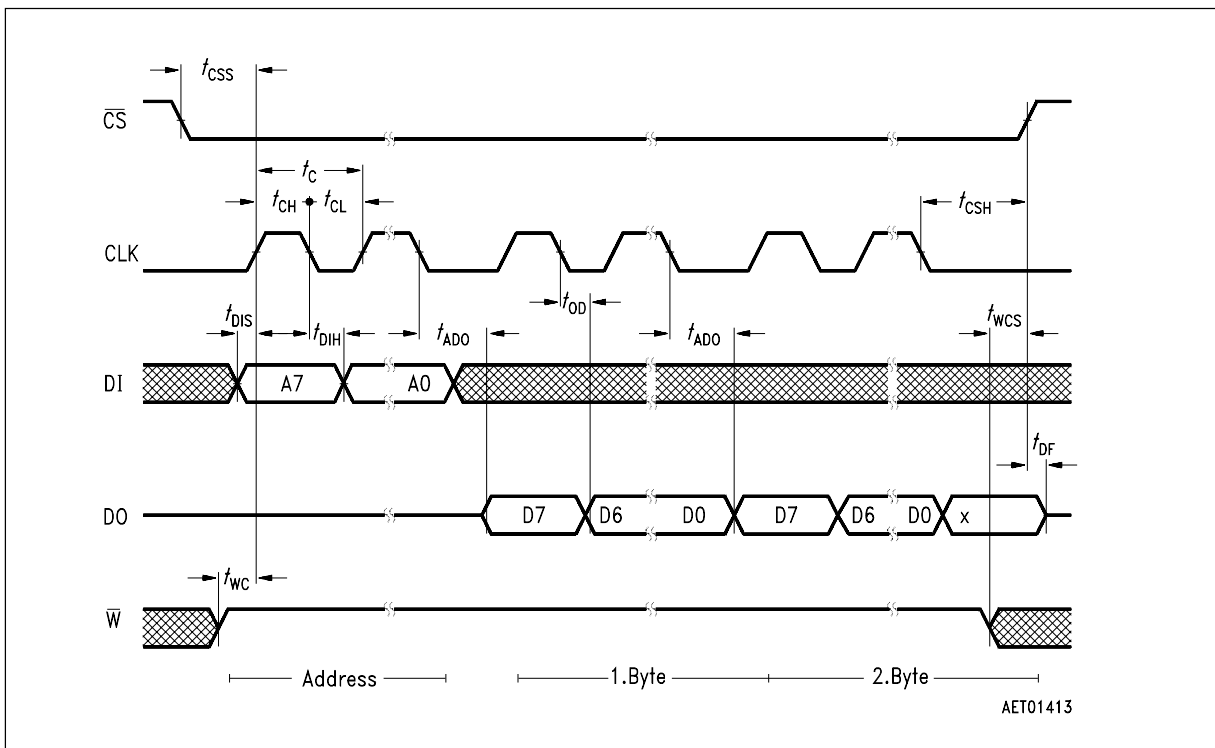 tCSS
CS
tC
tCH tCL tCSH
CLK
tDIS tDIH tADO tOD tADO tWCS
DI A7 A0
tDF
DO D7 D6 D0 D7 D6 D0 x
tWC
W
Address 1.Byte 2.Byte
AET01413